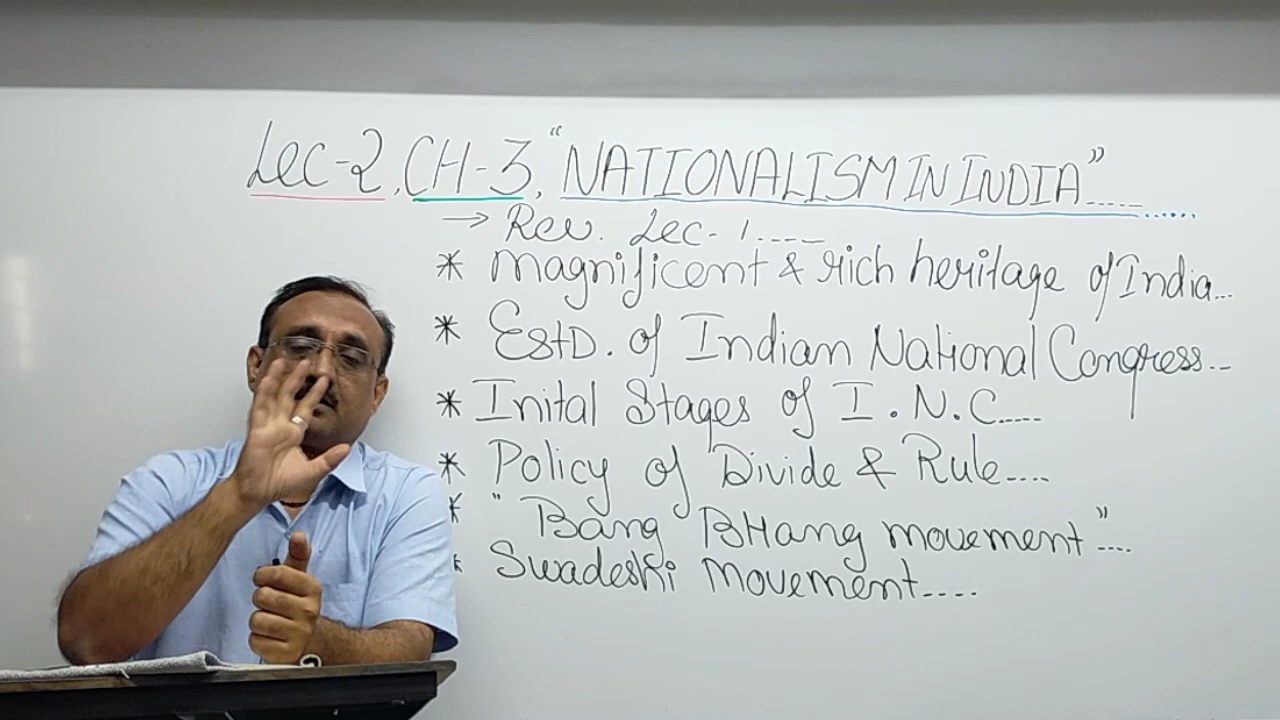 Lec-2, CH-3, "NATIONALISM IN INDIA".....
→ Rev. Lec-1.....
* Magnificent & rich heritage of India...
* EstD. of Indian National Congress...
* Inital Stages of I.N.C.....
* Policy of Divide & Rule....
* "Bang BHang movement"....
* Swadeshi Movement....